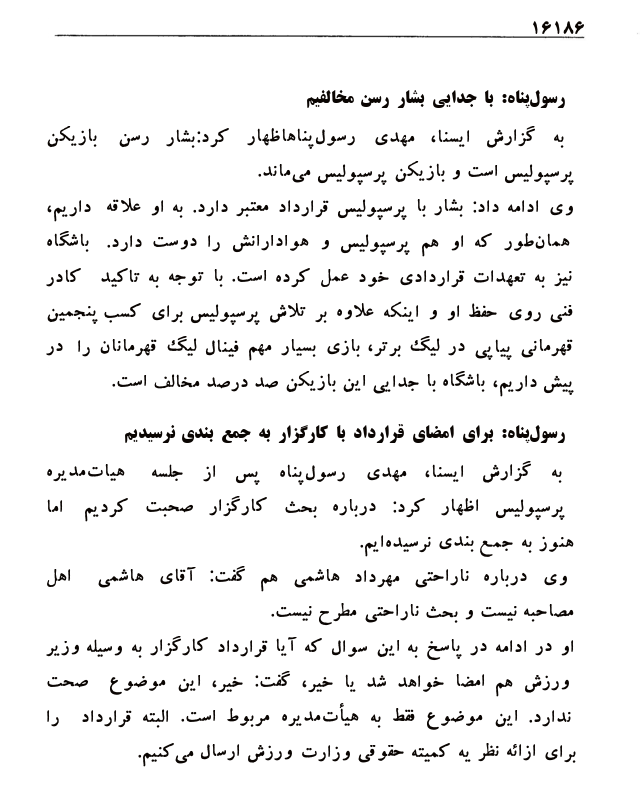 ۱۶۱۸۶
رسول‌پناه: با جدایی بشار رسن مخالفیم
به گزارش ایسنا، مهدی رسول‌پناهاظهار کرد:بشار رسن بازیکن
پرسپولیس است و بازیکن پرسپولیس می‌ماند.
وی ادامه داد: بشار با پرسپولیس قرارداد معتبر دارد. به او علاقه داریم،
همان‌طور که او هم پرسپولیس و هوادارانش را دوست دارد. باشگاه
نیز به تعهدات قراردادی خود عمل کرده است. با توجه به تاکید کادر
فنی روی حفظ او و اینکه علاوه بر تلاش پرسپولیس برای کسب پنجمین
قهرمانی پیاپی در لیگ برتر، بازی بسیار مهم فینال لیگ قهرمانان را در
پیش داریم، باشگاه با جدایی این بازیکن صد درصد مخالف است.
رسول‌پناه: برای امضای قرارداد با کارگزار به جمع بندی نرسیدیم
به گزارش ایسنا، مهدی رسول‌پناه پس از جلسه هیات‌مدیره
پرسپولیس اظهار کرد: درباره بحث کارگزار صحبت کردیم اما
هنوز به جمع بندی نرسیده‌ایم.
وی درباره ناراحتی مهرداد هاشمی هم گفت: آقای هاشمی اهل
مصاحبه نیست و بحث ناراحتی مطرح نیست.
او در ادامه در پاسخ به این سوال که آیا قرارداد کارگزار به وسیله وزیر
ورزش هم امضا خواهد شد یا خیر، گفت: خیر، این موضوع صحت
ندارد. این موضوع فقط به هیأت‌مدیره مربوط است. البته قرارداد را
برای ازائه نظر یه کمیته حقوقی وزارت ورزش ارسال می‌کنیم.